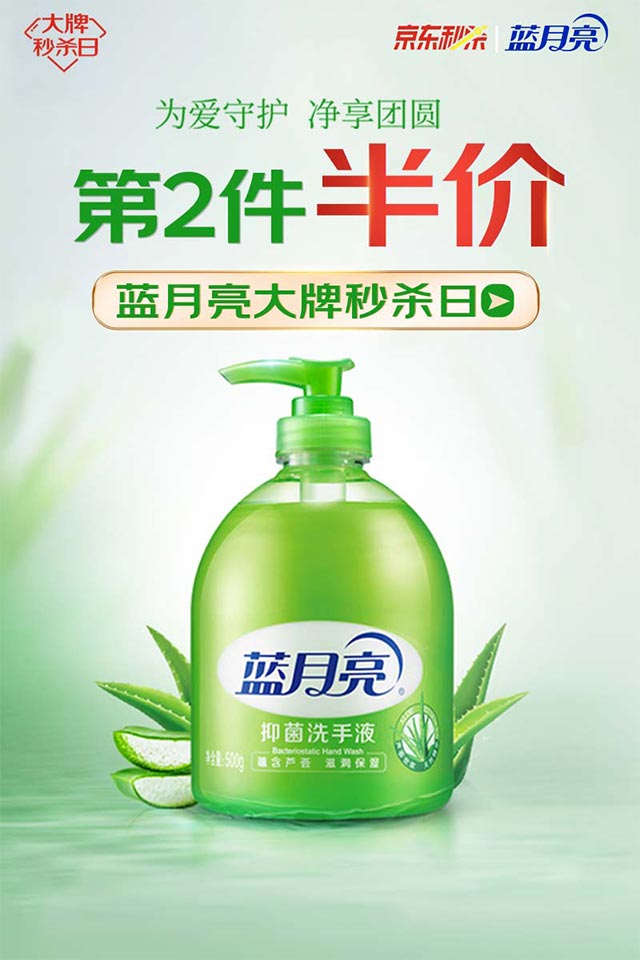 大牌
秒杀日
京东秒杀 | 蓝月亮
为爱守护 净享团圆
第2件半价
蓝月亮大牌秒杀日
蓝月亮®
抑菌洗手液
Bacteriostatic Hand Wash
净含量:500g
蕴含芦荟 滋润保湿